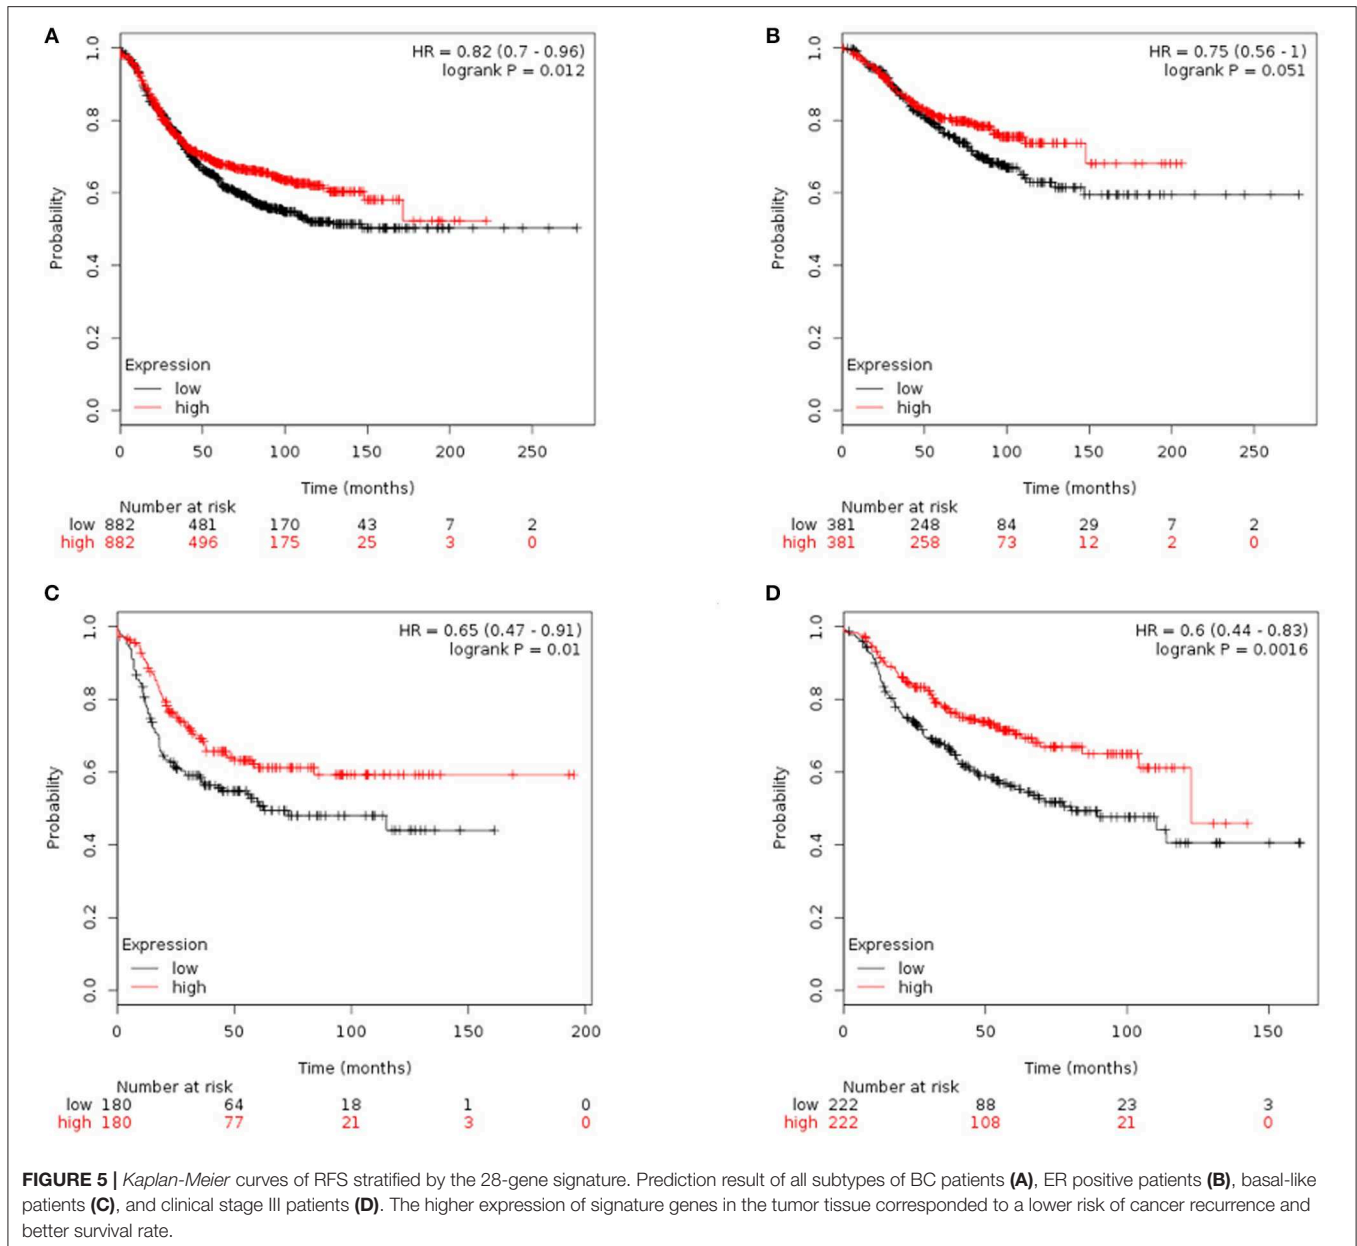 A
HR = 0.82 (0.7 - 0.96)
logrank P = 0.012
1.0
0.8
0.6
0.4
0.2
0.0
Probability
Expression
low
high
0 50 100 150 200 250
Time (months)
Number at risk
low 882 481 170 43 7 2
high 882 496 175 25 3 0
B
HR = 0.75 (0.56 - 1)
logrank P = 0.051
1.0
0.8
0.6
0.4
0.2
0.0
Probability
Expression
low
high
0 50 100 150 200 250
Time (months)
Number at risk
low 381 248 84 29 7 2
high 381 258 73 12 2 0
C
HR = 0.65 (0.47 - 0.91)
logrank P = 0.01
1.0
0.8
0.6
0.4
0.2
0.0
Probability
Expression
low
high
0 50 100 150 200
Time (months)
Number at risk
low 180 64 18 1 0
high 180 77 21 3 0
D
HR = 0.6 (0.44 - 0.83)
logrank P = 0.0016
1.0
0.8
0.6
0.4
0.2
0.0
Probability
Expression
low
high
0 50 100 150
Time (months)
Number at risk
low 222 88 23 3
high 222 108 21 0
FIGURE 5 | Kaplan-Meier curves of RFS stratified by the 28-gene signature. Prediction result of all subtypes of BC patients (A), ER positive patients (B), basal-like
patients (C), and clinical stage III patients (D). The higher expression of signature genes in the tumor tissue corresponded to a lower risk of cancer recurrence and
better survival rate.